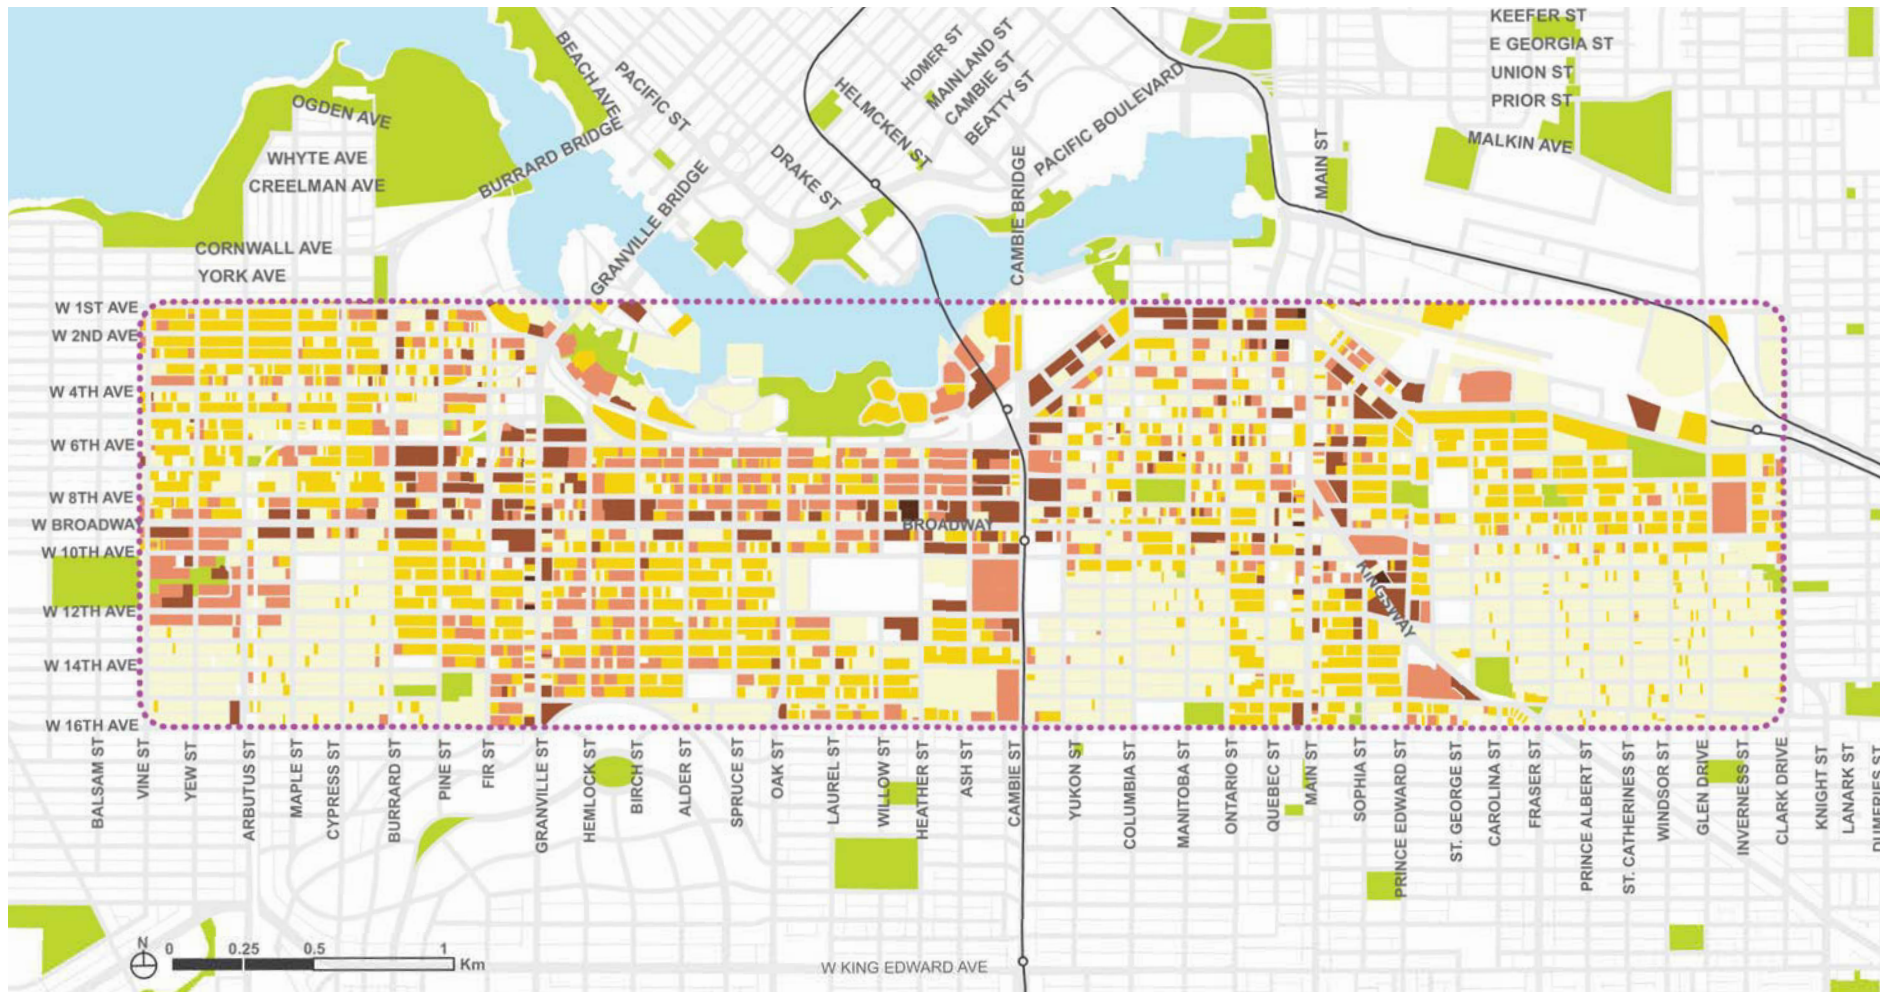 KEEFER ST
E GEORGIA ST
UNION ST
PRIOR ST
MALKIN AVE
BEACH AVE
PACIFIC ST
HOMER ST
MAINLAND ST
CAMBIE ST
BEATTY ST
HELMCKEN ST
PACIFIC BOULEVARD
DRAKE ST
MAIN ST
OGDEN AVE
WHYTE AVE
CREELMAN AVE
BURRARD BRIDGE
GRANVILLE BRIDGE
CAMBIE BRIDGE
CORNWALL AVE
YORK AVE
W 1ST AVE
W 2ND AVE
W 4TH AVE
W 6TH AVE
W 8TH AVE
W BROADWAY
BROADWAY
W 10TH AVE
KINGSWAY
W 12TH AVE
W 14TH AVE
W 16TH AVE
BALSAM ST
VINE ST
YEW ST
ARBUTUS ST
MAPLE ST
CYPRESS ST
BURRARD ST
PINE ST
FIR ST
GRANVILLE ST
HEMLOCK ST
BIRCH ST
ALDER ST
SPRUCE ST
OAK ST
LAUREL ST
WILLOW ST
HEATHER ST
ASH ST
CAMBIE ST
YUKON ST
COLUMBIA ST
MANITOBA ST
ONTARIO ST
QUEBEC ST
MAIN ST
SOPHIA ST
PRINCE EDWARD ST
ST. GEORGE ST
CAROLINA ST
FRASER ST
PRINCE ALBERT ST
ST. CATHERINES ST
WINDSOR ST
GLEN DRIVE
INVERNESS ST
CLARK DRIVE
KNIGHT ST
LANARK ST
DUMFRIES ST
N
0 0.25 0.5 1
Km
W KING EDWARD AVE